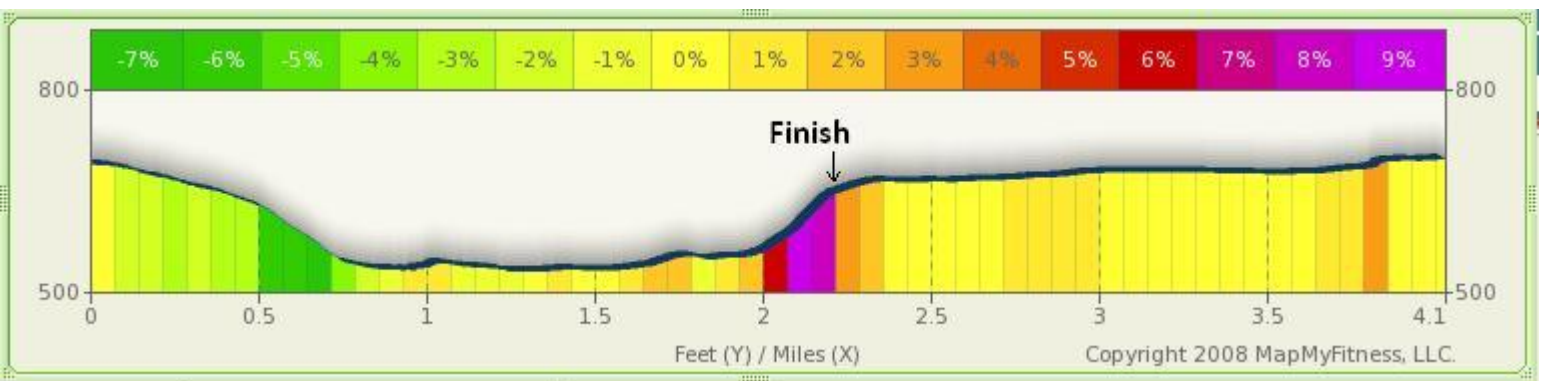 -7% -6% -5% -4% -3% -2% -1% 0% 1% 2% 3% 4% 5% 6% 7% 8% 9%
800 800
Finish
500 500
0 0.5 1 1.5 2 2.5 3 3.5 4.1
Feet (Y) / Miles (X) Copyright 2008 MapMyFitness, LLC.